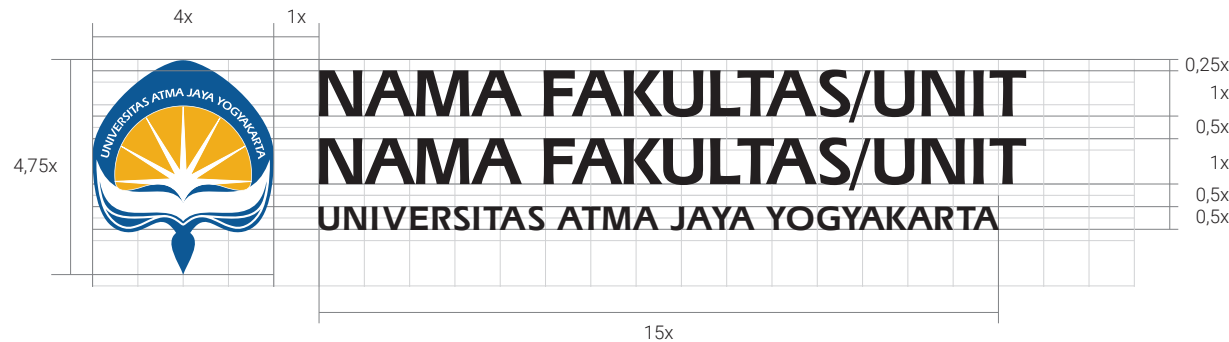 4x 1x
0,25x
UNIVERSITAS ATMA JAYA YOGYAKARTA
NAMA FAKULTAS/UNIT
1x
0,5x
4,75x
NAMA FAKULTAS/UNIT
1x
0,5x
UNIVERSITAS ATMA JAYA YOGYAKARTA
0,5x
15x